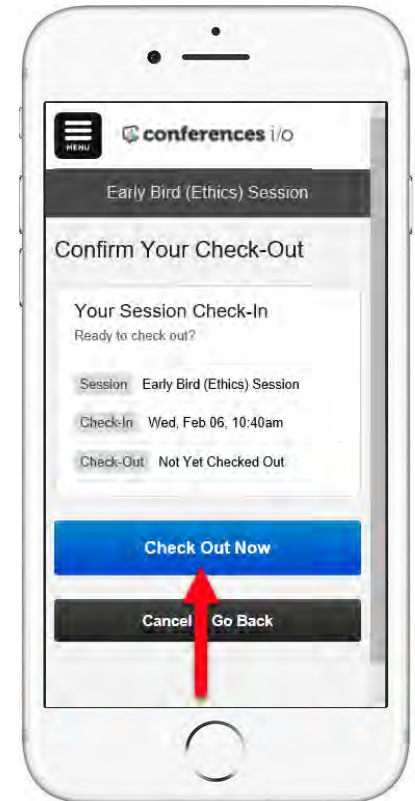 MENU
conferences i/o
Early Bird (Ethics) Session
Confirm Your Check-Out
Your Session Check-In
Ready to check out?
Session Early Bird (Ethics) Session
Check-In Wed, Feb 06, 10:40am
Check-Out Not Yet Checked Out
Check Out Now
Cancel Go Back